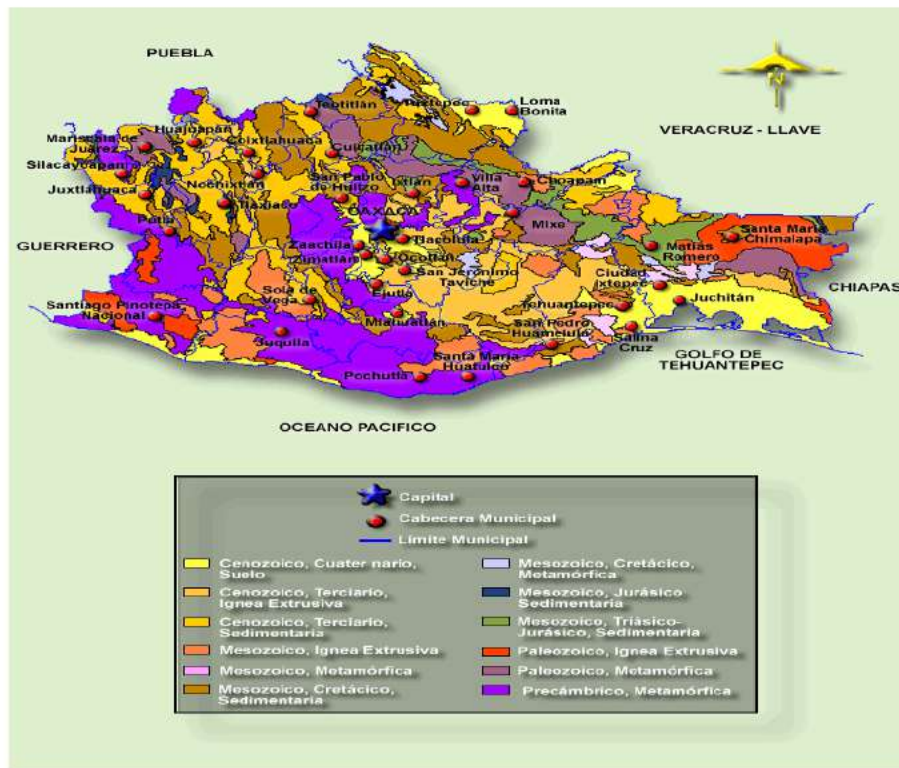 PUEBLA
N
VERACRUZ - LLAVE
Teotitlán
Tuxtepec
Loma
Bonita
Huajuapan
Mariscala de
Juárez
Coixtlahuaca
Cuicatlán
Silacayoapan
Juxtlahuaca
Nochixtlán
San Pablo
de Huitzo
Ixtlán
Villa
Alta
Choapam
Tlaxiaco
OAXACA
Putla
Mixe
Santa María
Chimalapa
GUERRERO
Zaachila
Tlacolula
Zimatlán
Ocotlán
Matías
Romero
San Jerónimo
Taviche
Ciudad
Ixtepec
CHIAPAS
Sola de
Vega
Ejutla
Juchitán
Santiago Pinotepa
Nacional
Tehuantepec
Miahuatlán
San Pedro
Huamelula
Salina
Cruz
Juquila
Santa María
Huatulco
GOLFO DE
TEHUANTEPEC
Pochutla
OCEANO PACIFICO
Capital
Cabecera Municipal
Límite Municipal
Cenozoico, Cuater nario,
Suelo
Cenozoico, Terciario,
Ignea Extrusiva
Cenozoico, Terciario,
Sedimentaria
Mesozoico, Ignea Extrusiva
Mesozoico, Metamórfica
Mesozoico, Cretácico,
Sedimentaria
Mesozoico, Cretácico,
Metamórfica
Mesozoico, Jurásico
Sedimentaria
Mesozoico, Triásico-
Jurásico, Sedimentaria
Paleozoico, Ignea Extrusiva
Paleozoico, Metamórfica
Precámbrico, Metamórfica